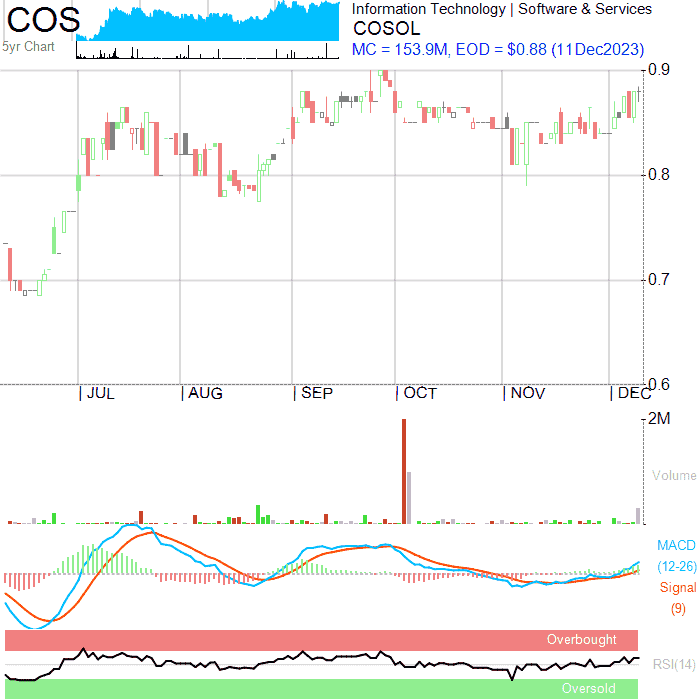 COS
5yr Chart
Information Technology | Software & Services
COSOL
MC = 153.9M, EOD = $0.88 (11Dec2023)
0.9
0.8
0.7
0.6
| JUL | AUG | SEP | OCT | NOV | DEC
2M
Volume
MACD
(12-26)
Signal
(9)
Overbought
RSI(14)
Oversold